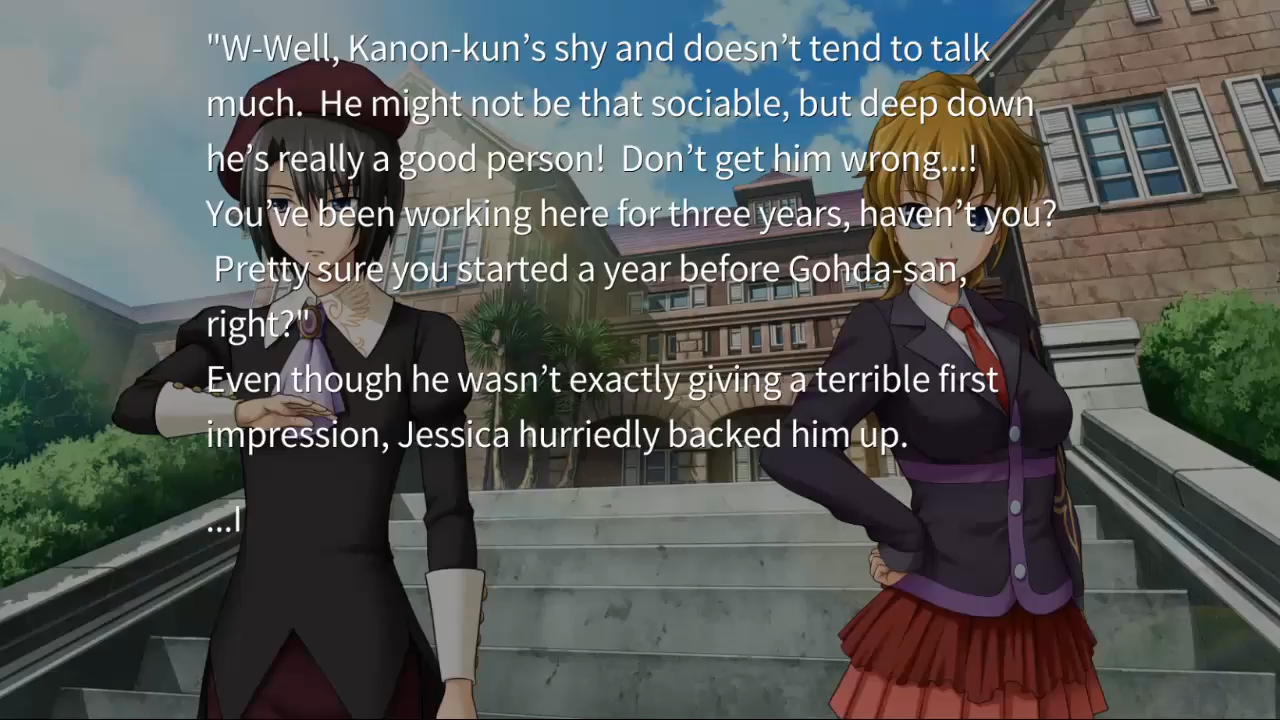 "W-Well, Kanon-kun’s shy and doesn’t tend to talk
much.  He might not be that sociable, but deep down
he’s really a good person!  Don’t get him wrong...!
You’ve been working here for three years, haven’t you?
Pretty sure you started a year before Gohda-san,
right?"
Even though he wasn’t exactly giving a terrible first
impression, Jessica hurriedly backed him up.
...I